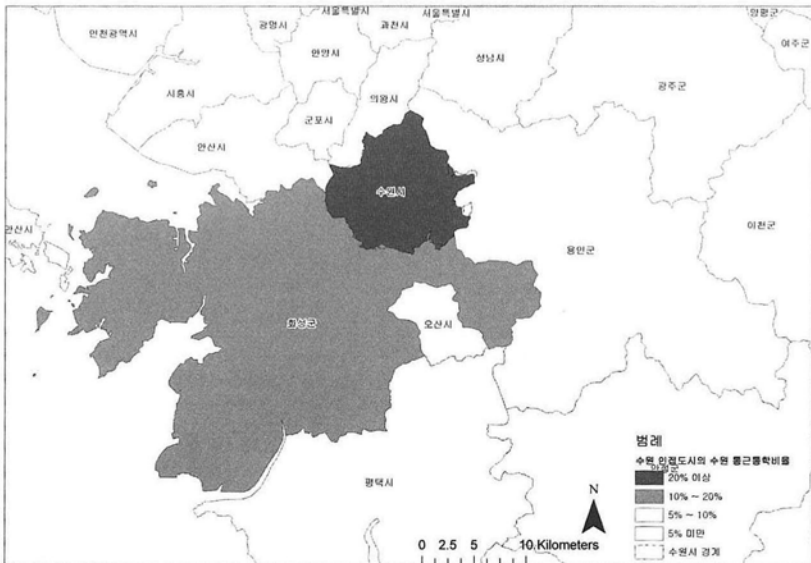 서울특별시
서울특별시
양평군
광명시
과천시
여주군
인천광역시
안양시
성남시
광주군
시흥시
의왕시
군포시
안산시
수원시
이천군
안산시
용인군
화성군
오산시
범례
수원 인접도시의 수원 통근통학비율
안성군
20% 이상
평택시
N
10% ~ 20%
5% ~ 10%
5% 미만
0 2.5 5 10 Kilometers
수원시 경계